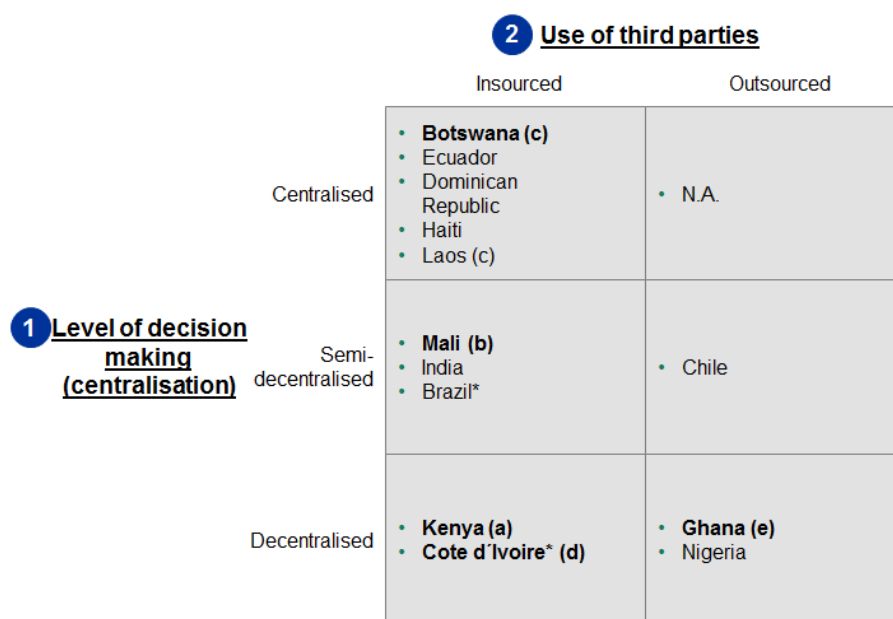 2 Use of third parties
Insourced
Outsourced
Centralised
• Botswana (c)
• Ecuador
• Dominican
Republic
• Haiti
• Laos (c)
• N.A.
1 Level of decision
making
(centralisation)
Semi-
decentralised
• Mali (b)
• India
• Brazil*
• Chile
Decentralised
• Kenya (a)
• Cote d´Ivoire* (d)
• Ghana (e)
• Nigeria